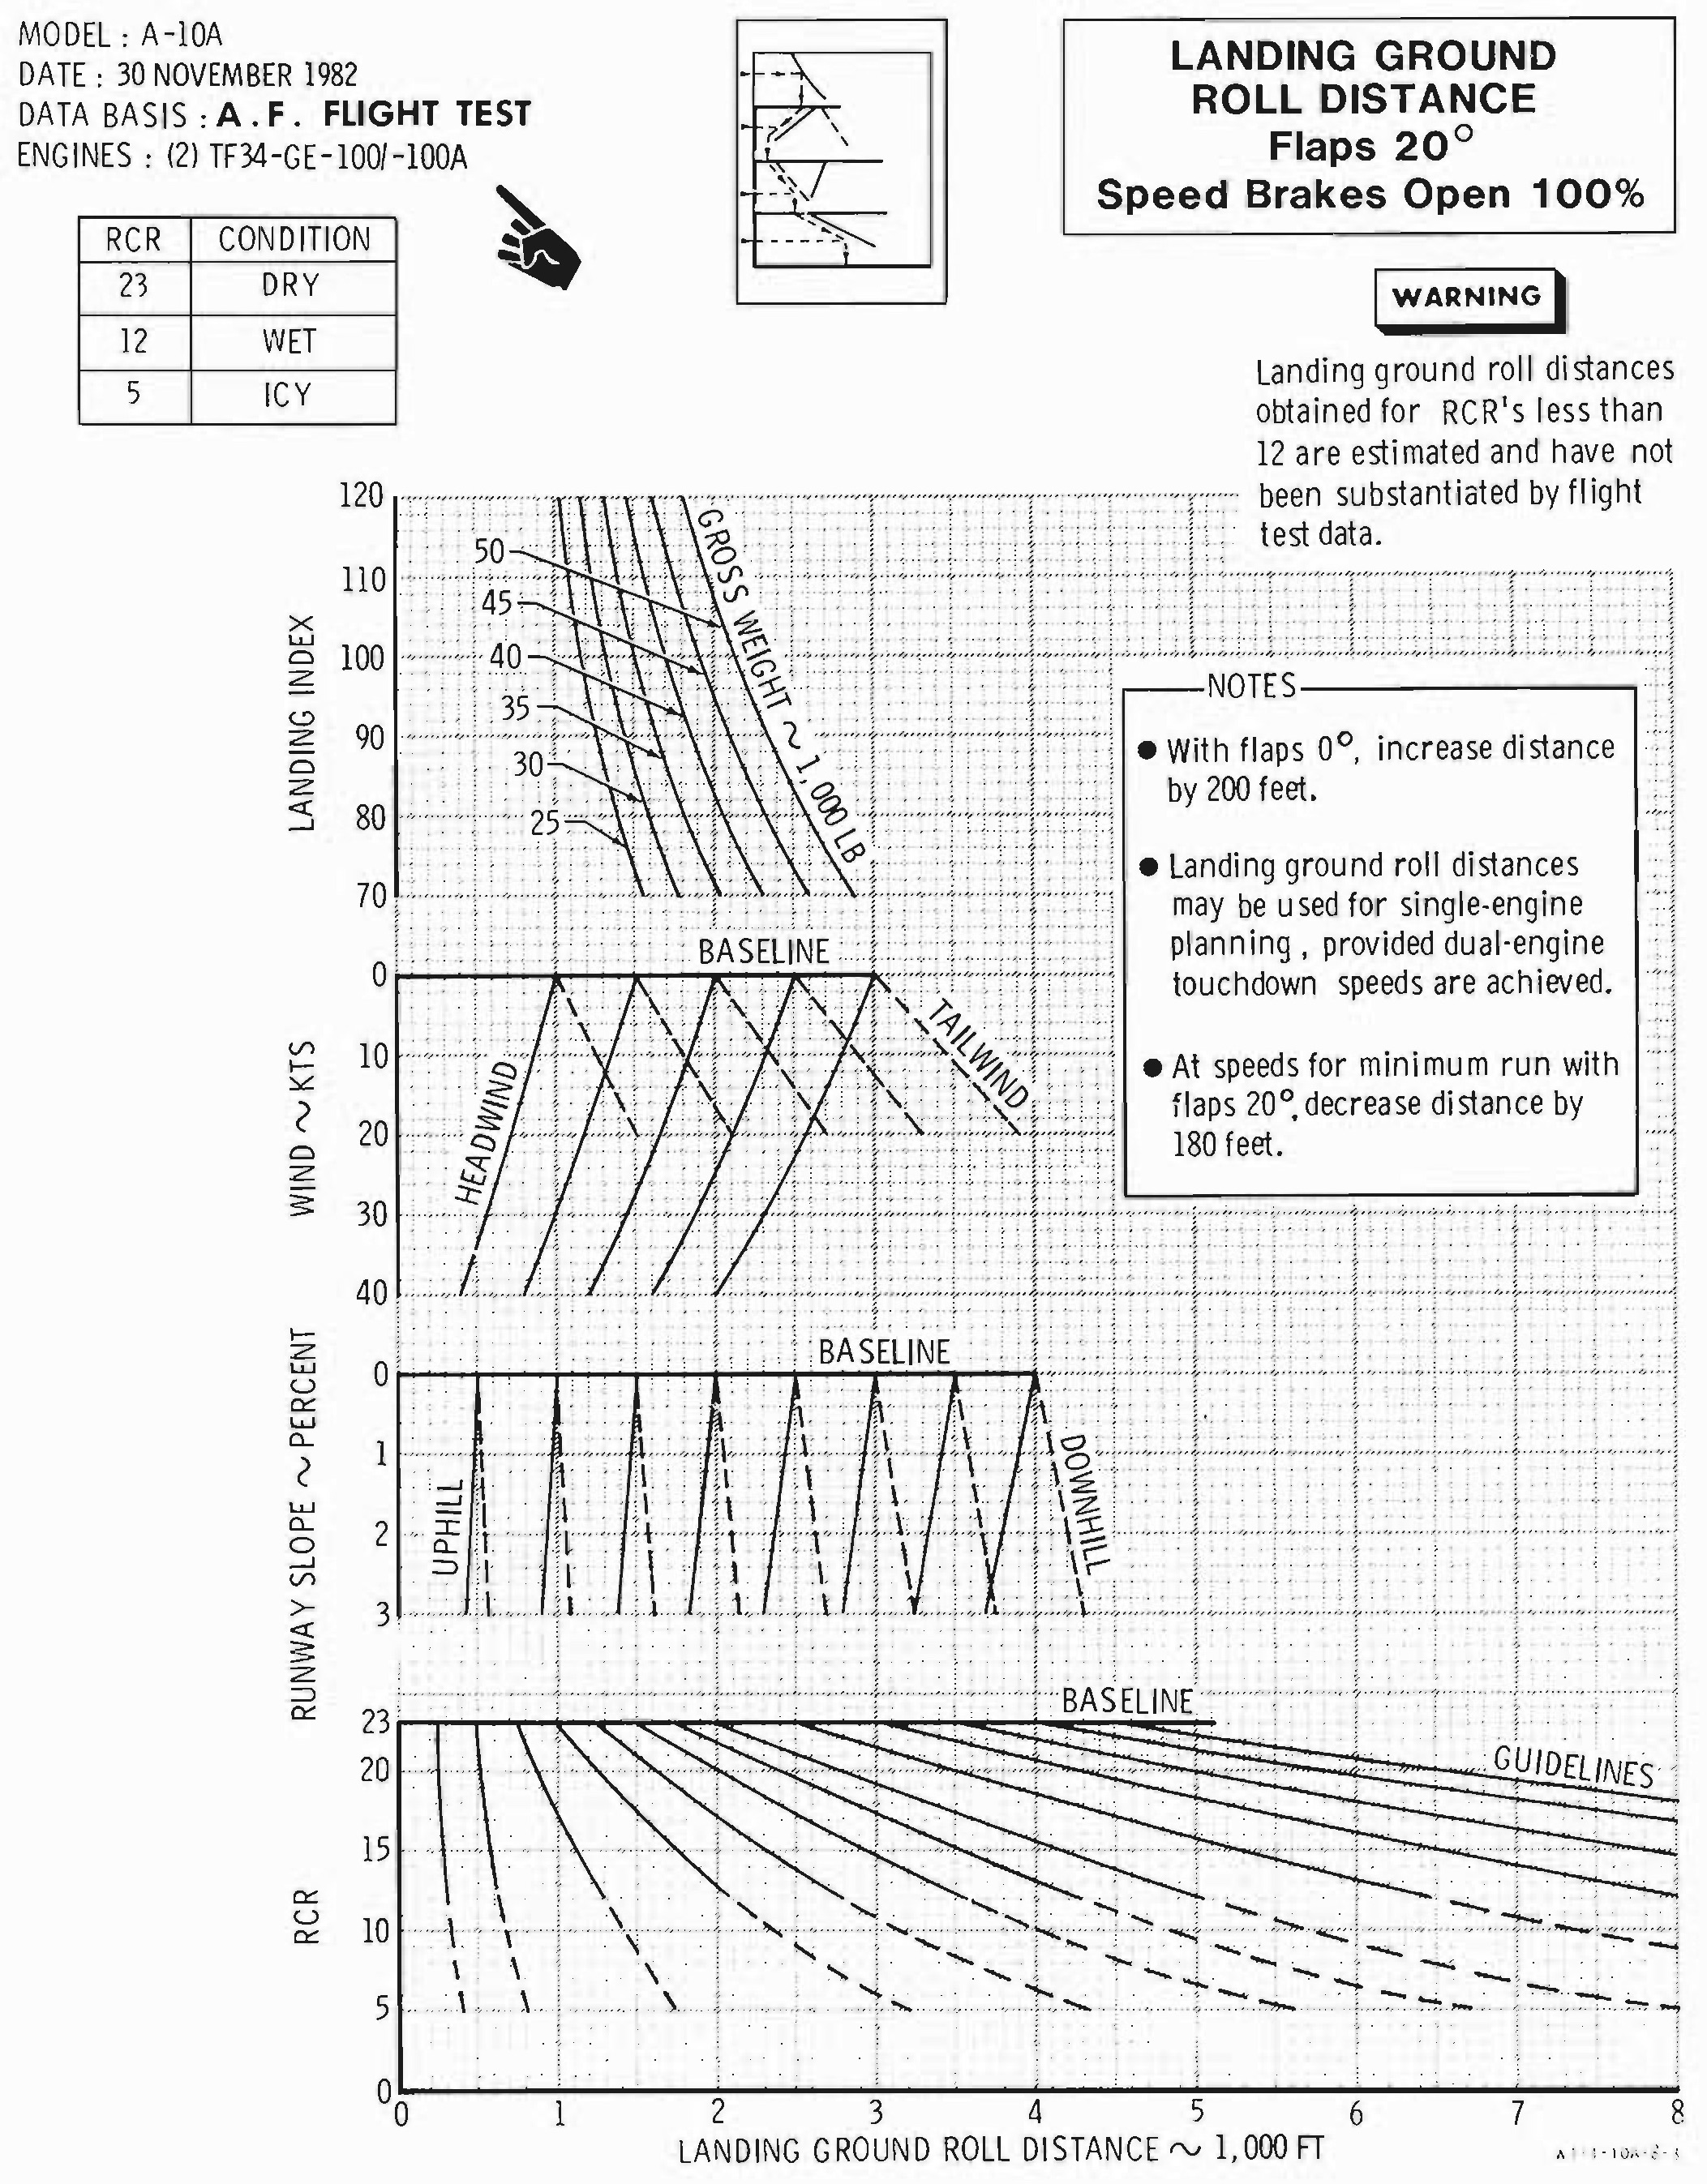 MODEL : A-10A
DATE : 30 NOVEMBER 1982
DATA BASIS : A.F. FLIGHT TEST
ENGINES : (2) TF34-GE-100/-100A
LANDING GROUND
ROLL DISTANCE
Flaps 20°
Speed Brakes Open 100%
RCR CONDITION
23 DRY
12 WET
5 ICY
WARNING
Landing ground roll distances
obtained for RCR's less than
12 are estimated and have not
been substantiated by flight
test data.
LANDING INDEX
120
110
100
90
80
70
50
45
40
35
30
25
GROSS WEIGHT ~ 1,000 LB
NOTES
● With flaps 0°, increase distance
by 200 feet.
● Landing ground roll distances
may be used for single-engine
planning, provided dual-engine
touchdown speeds are achieved.
● At speeds for minimum run with
flaps 20°, decrease distance by
180 feet.
BASELINE
WIND ~ KTS
0
10
20
30
40
HEADWIND
TAILWIND
BASELINE
RUNWAY SLOPE ~ PERCENT
0
1
2
3
UPHILL
DOWNHILL
BASELINE
GUIDELINES
RCR
23
20
15
10
5
0
0 1 2 3 4 5 6 7 8
LANDING GROUND ROLL DISTANCE ~ 1,000 FT